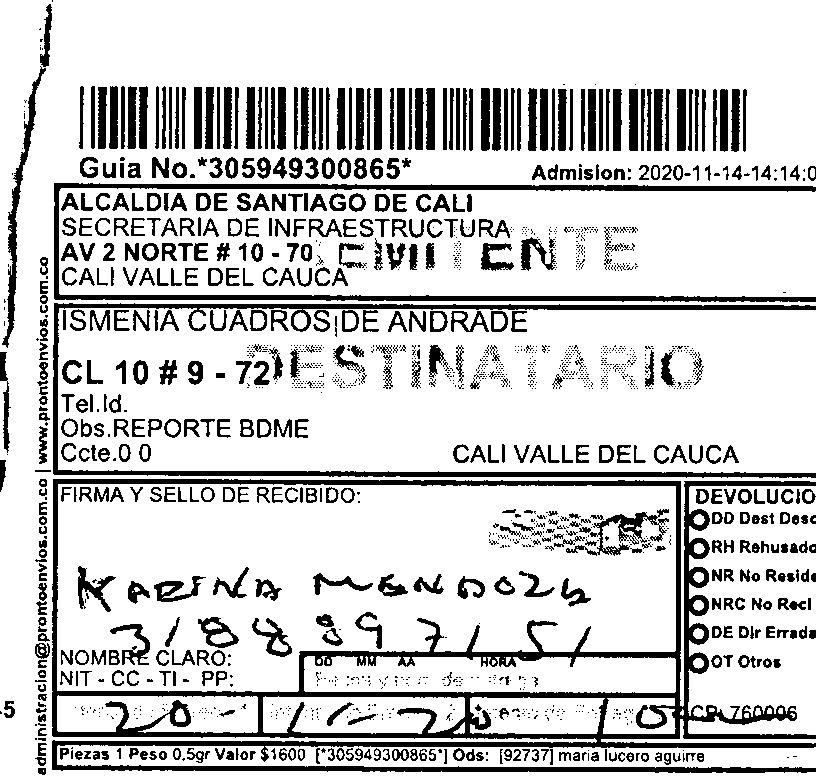 Guia No.*305949300865*
Admision: 2020-11-14-14:14:0
ALCALDIA DE SANTIAGO DE CALI
SECRETARIA DE INFRAESTRUCTURA
AV 2 NORTE # 10 - 70
CALI VALLE DEL CAUCA
ISMENIA CUADROS DE ANDRADE
DESTINATARIO
CL 10 # 9 - 72
Tel.Id.
Obs.REPORTE BDME
Ccte.0 0 CALI VALLE DEL CAUCA
administracion@prontoenvios.com.co | www.prontoenvios.com.co
FIRMA Y SELLO DE RECIBIDO:
KARINA MENDOZA
3188897151
NOMBRE CLARO:
NIT - CC - TI - PP:
DD MM AA HORA
20-11-20
10
DEVOLUCIO
DD Dest Desc
RH Rehusado
NR No Reside
NRC No Recl
DE Dir Errada
OT Otros
CP: 760006
-5
Piezas 1 Peso 0.5gr Valor $1600 [*305949300865*] Ods: [92737] maria lucero aguirre